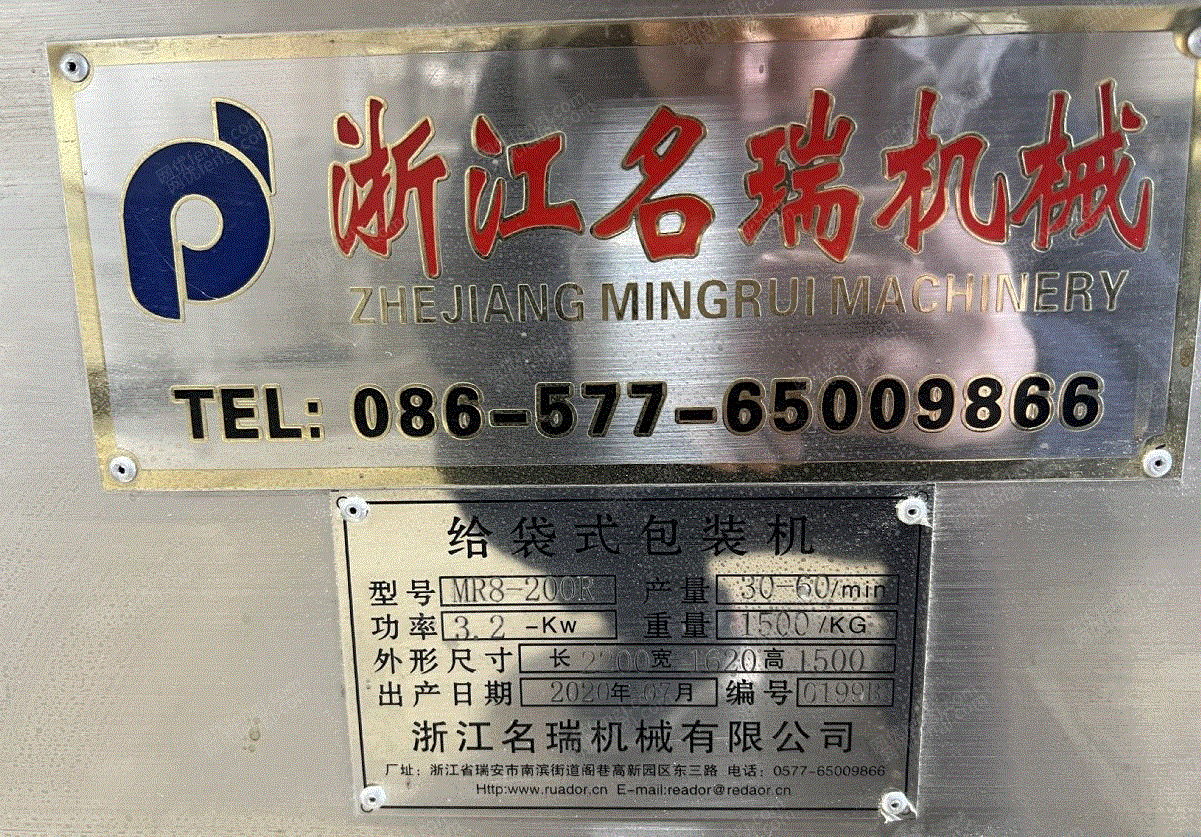 浙江名瑞机械
ZHEJIANG MINGRUI MACHINERY
TEL: 086-577-65009866
给袋式包装机
型号 MR8-200R 产量 30-60/min
功率 3.2 -Kw 重量 1500/KG
外形尺寸 长 2200 宽 1620 高 1500
出产日期 2020年07月 编号
浙江名瑞机械有限公司
厂址：浙江省瑞安市南滨街道阁巷高新园区东三路 电话：0577-65009866
Http:www.ruador.cn E-mail:reador@redaor.cn